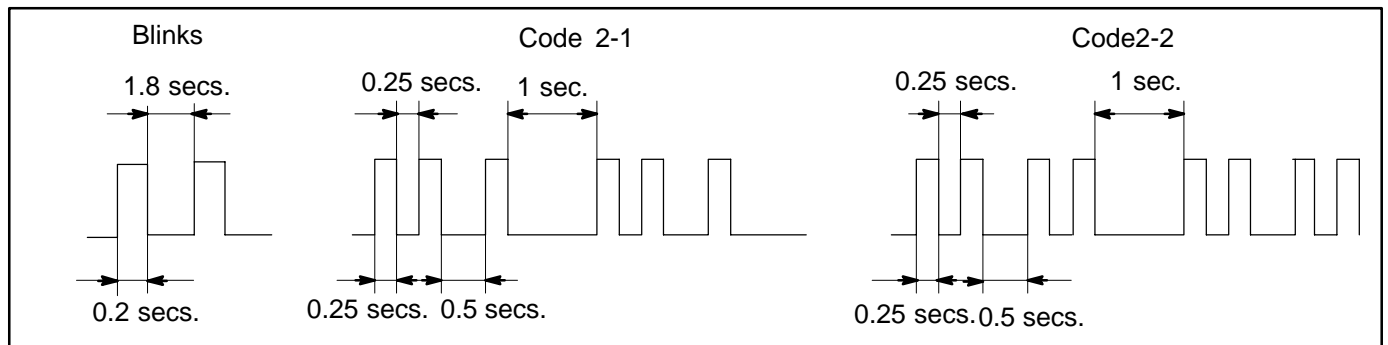 Blinks
Code 2-1
Code2-2
1.8 secs.
0.25 secs.
1 sec.
0.25 secs.
1 sec.
0.2 secs.
0.25 secs.
0.5 secs.
0.25 secs.
0.5 secs.